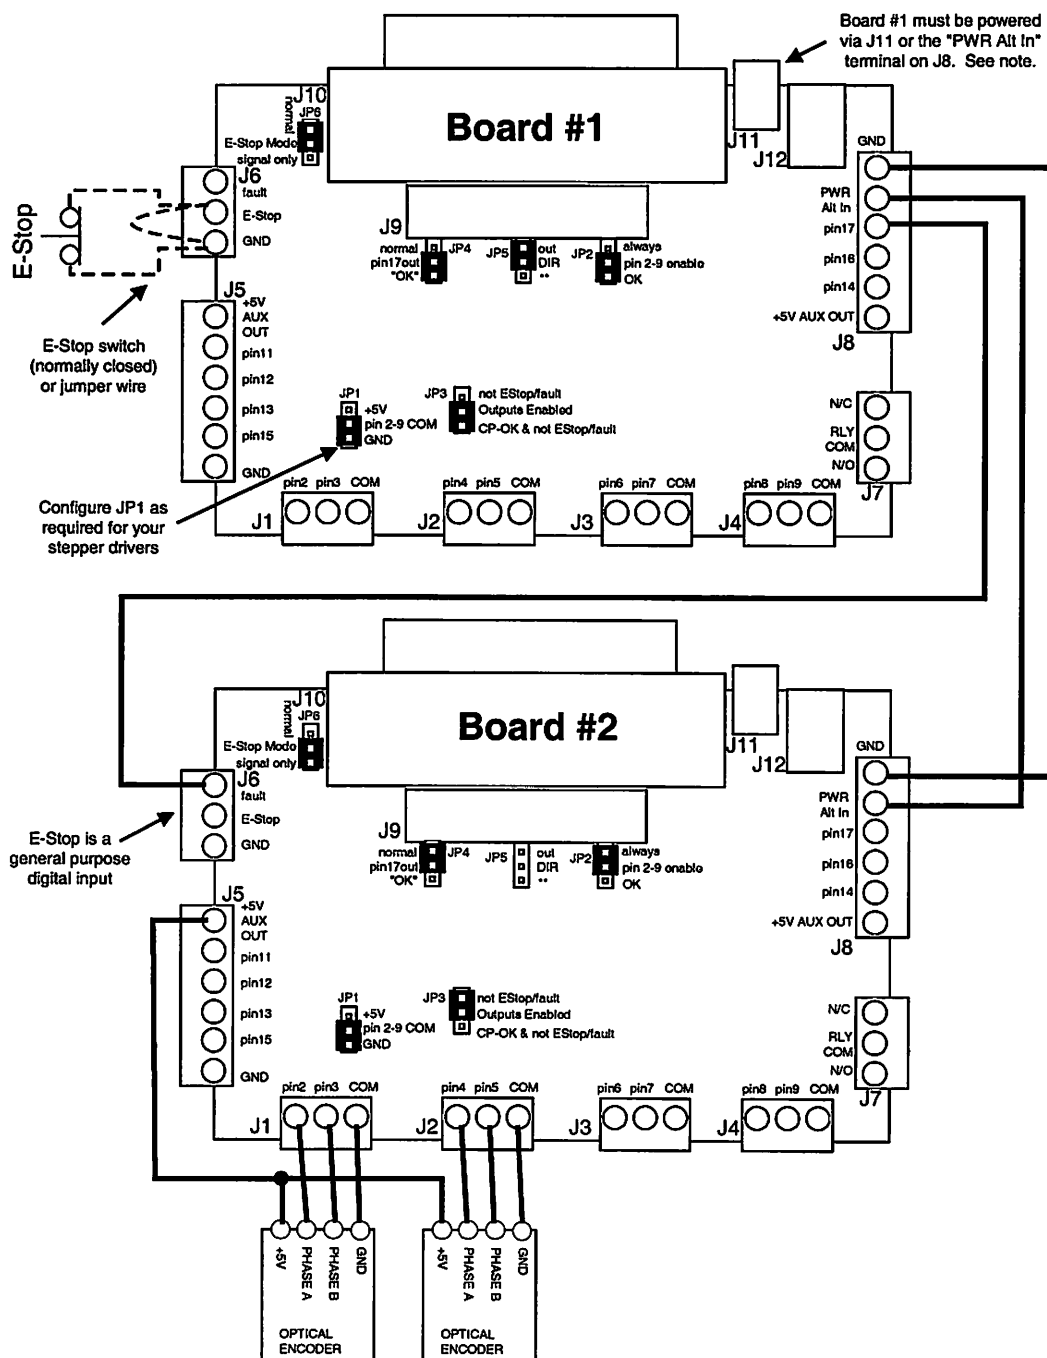 Board #1 must be powered
via J11 or the "PWR Alt In"
terminal on J8. See note.
Board #1
J10
JP6
normal
E-Stop Mode
signal only
J11
J12
J6
fault
E-Stop
GND
E-Stop
J9
normal
pin17out
"OK"
JP4
JP5
out
DIR
**
JP2
always
pin 2-9 enable
OK
GND
PWR
Alt In
pin17
pin16
pin14
+5V AUX OUT
J8
E-Stop switch
(normally closed)
or jumper wire
J5
+5V
AUX
OUT
pin11
pin12
pin13
pin15
GND
JP1
+5V
pin 2-9 COM
GND
JP3
not EStop/fault
Outputs Enabled
CP-OK & not EStop/fault
N/C
RLY
COM
N/O
J7
Configure JP1 as
required for your
stepper drivers
pin2 pin3 COM
J1
pin4 pin5 COM
J2
pin6 pin7 COM
J3
pin8 pin9 COM
J4
Board #2
J10
JP6
normal
E-Stop Mode
signal only
J11
J12
J6
fault
E-Stop
GND
E-Stop is a
general purpose
digital input
J9
normal
pin17out
"OK"
JP4
JP5
out
DIR
**
JP2
always
pin 2-9 enable
OK
GND
PWR
Alt In
pin17
pin16
pin14
+5V AUX OUT
J8
J5
+5V
AUX
OUT
pin11
pin12
pin13
pin15
GND
JP1
+5V
pin 2-9 COM
GND
JP3
not EStop/fault
Outputs Enabled
CP-OK & not EStop/fault
N/C
RLY
COM
N/O
J7
pin2 pin3 COM
J1
pin4 pin5 COM
J2
pin6 pin7 COM
J3
pin8 pin9 COM
J4
+5V
PHASE A
PHASE B
GND
OPTICAL
ENCODER
+5V
PHASE A
PHASE B
GND
OPTICAL
ENCODER